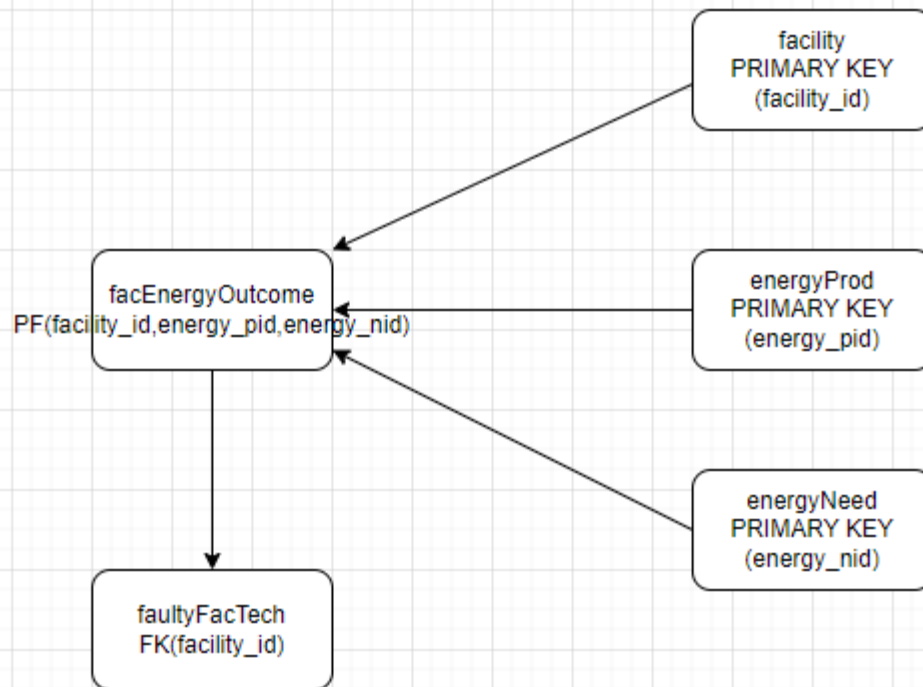 facility
PRIMARY KEY
(facility_id)
facEnergyOutcome
PF(facility_id,energy_pid,energy_nid)
energyProd
PRIMARY KEY
(energy_pid)
energyNeed
PRIMARY KEY
(energy_nid)
faultyFacTech
FK(facility_id)